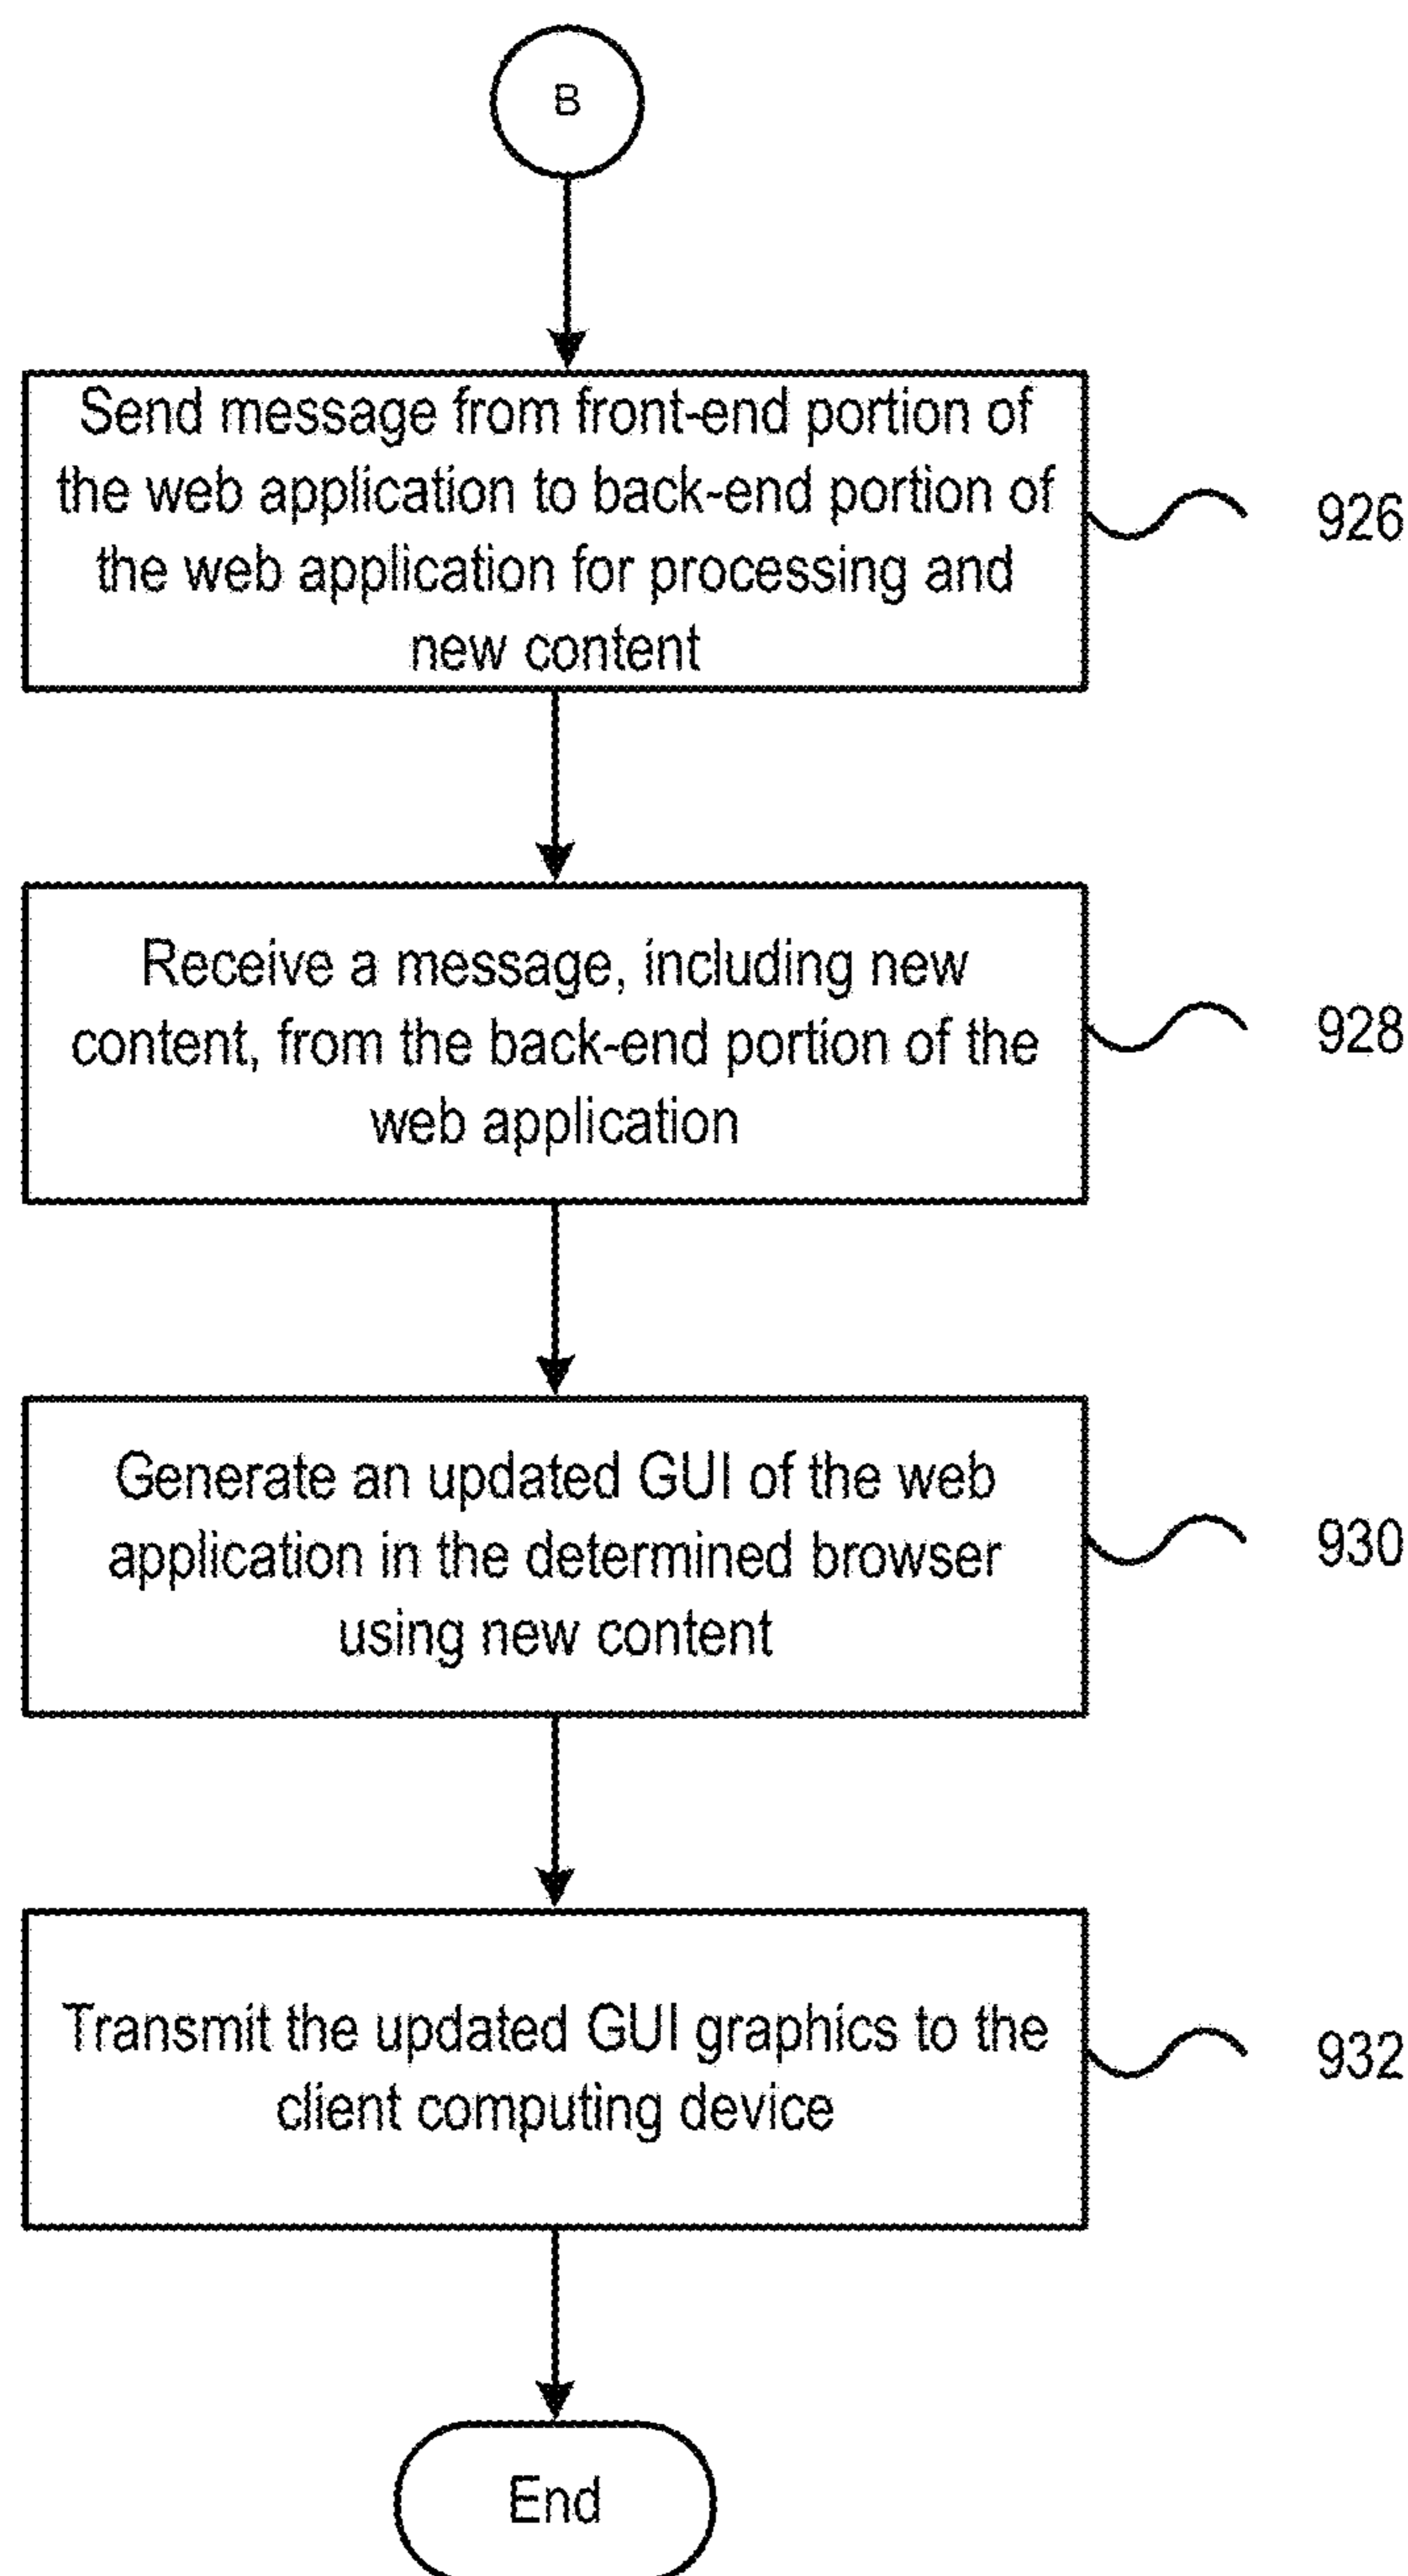 B
Send message from front-end portion of
the web application to back-end portion of
the web application for processing and
new content
926
Receive a message, including new
content, from the back-end portion of the
web application
928
Generate an updated GUI of the web
application in the determined browser
using new content
930
Transmit the updated GUI graphics to the
client computing device
932
End